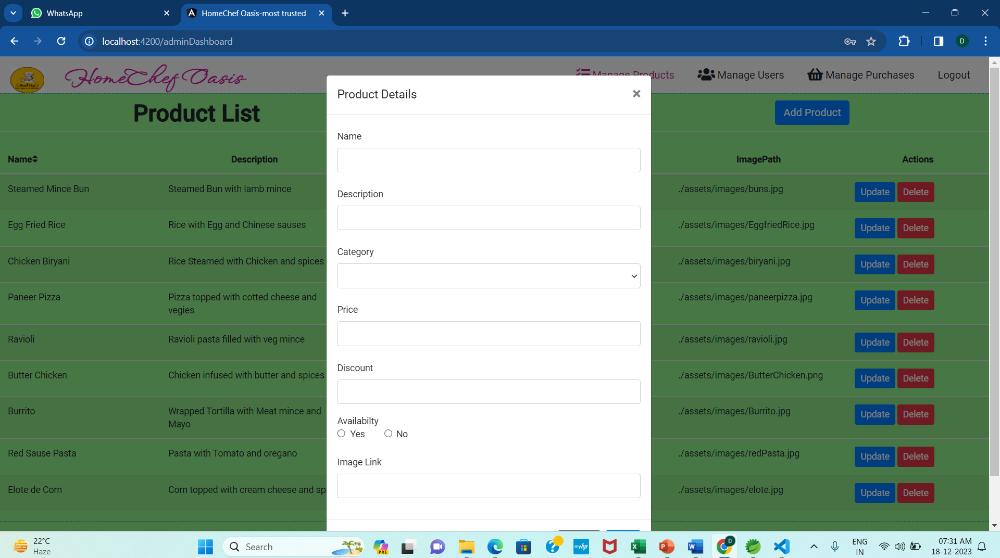 WhatsApp
HomeChef Oasis-most trusted
localhost:4200/adminDashboard
D
HomeChef Oasis
Manage Products
Manage Users
Manage Purchases
Logout
Product List
Add Product
Product Details
Name
Description
Category
Price
Discount
Availabilty
Yes No
Image Link
Name Description ImagePath Actions
Steamed Mince Bun Steamed Bun with lamb mince ./assets/images/buns.jpg Update Delete
Egg Fried Rice Rice with Egg and Chinese sauses ./assets/images/EggfriedRice.jpg Update Delete
Chicken Biryani Rice Steamed with Chicken and spices ./assets/images/biryani.jpg Update Delete
Paneer Pizza Pizza topped with cotted cheese and ./assets/images/paneerpizza.jpg Update Delete
vegies
Ravioli Ravioli pasta filled with veg mince ./assets/images/ravioli.jpg Update Delete
Butter Chicken Chicken infused with butter and spices ./assets/images/ButterChicken.png Update Delete
Burrito Wrapped Tortilla with Meat mince and ./assets/images/Burrito.jpg Update Delete
Mayo
Red Sause Pasta Pasta with Tomato and oregano ./assets/images/redPasta.jpg Update Delete
Elote de Corn Corn topped with cream cheese and sp ./assets/images/elote.jpg Update Delete
22°C
Haze
Search
PRE
myhp
D
ENG
IN
07:31 AM
18-12-2023